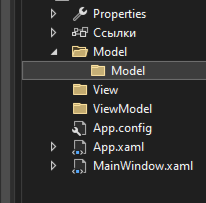 Properties
Ссылки
Model
Model
View
ViewModel
App.config
App.xaml
MainWindow.xaml